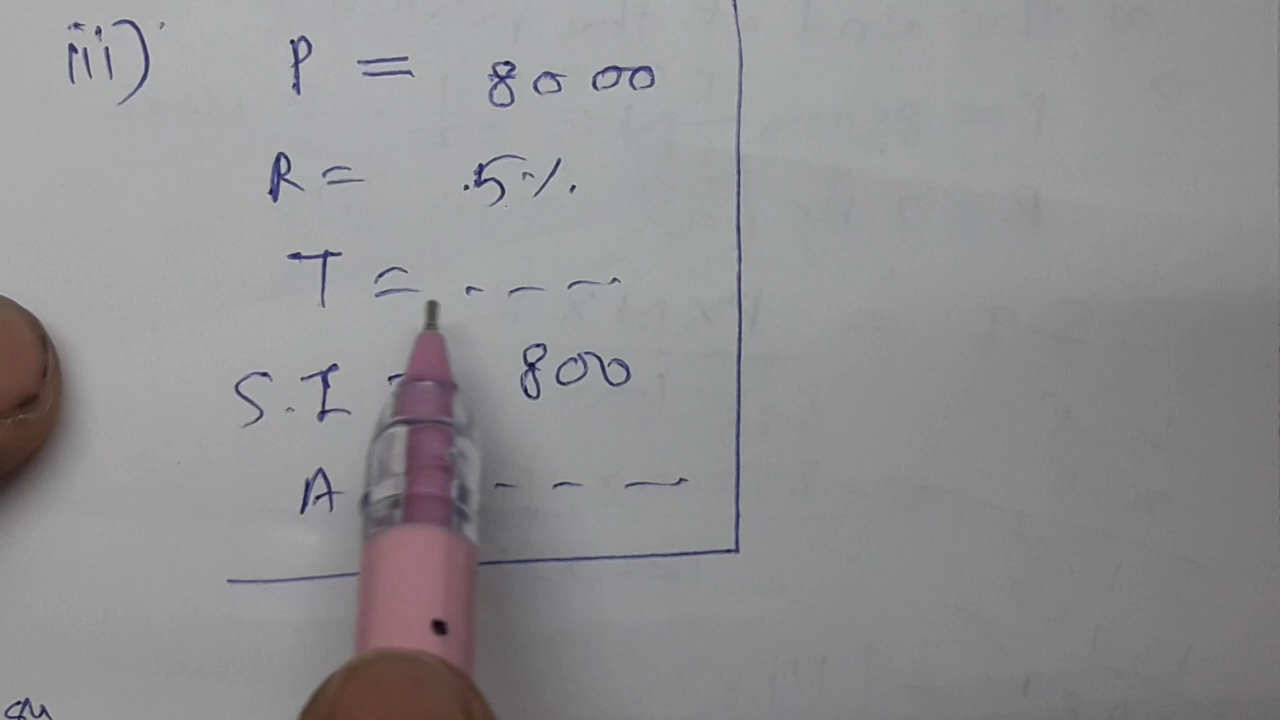 iii)
P = 8000
R = .5%
T = - - - -
S.I = 800
A - - -